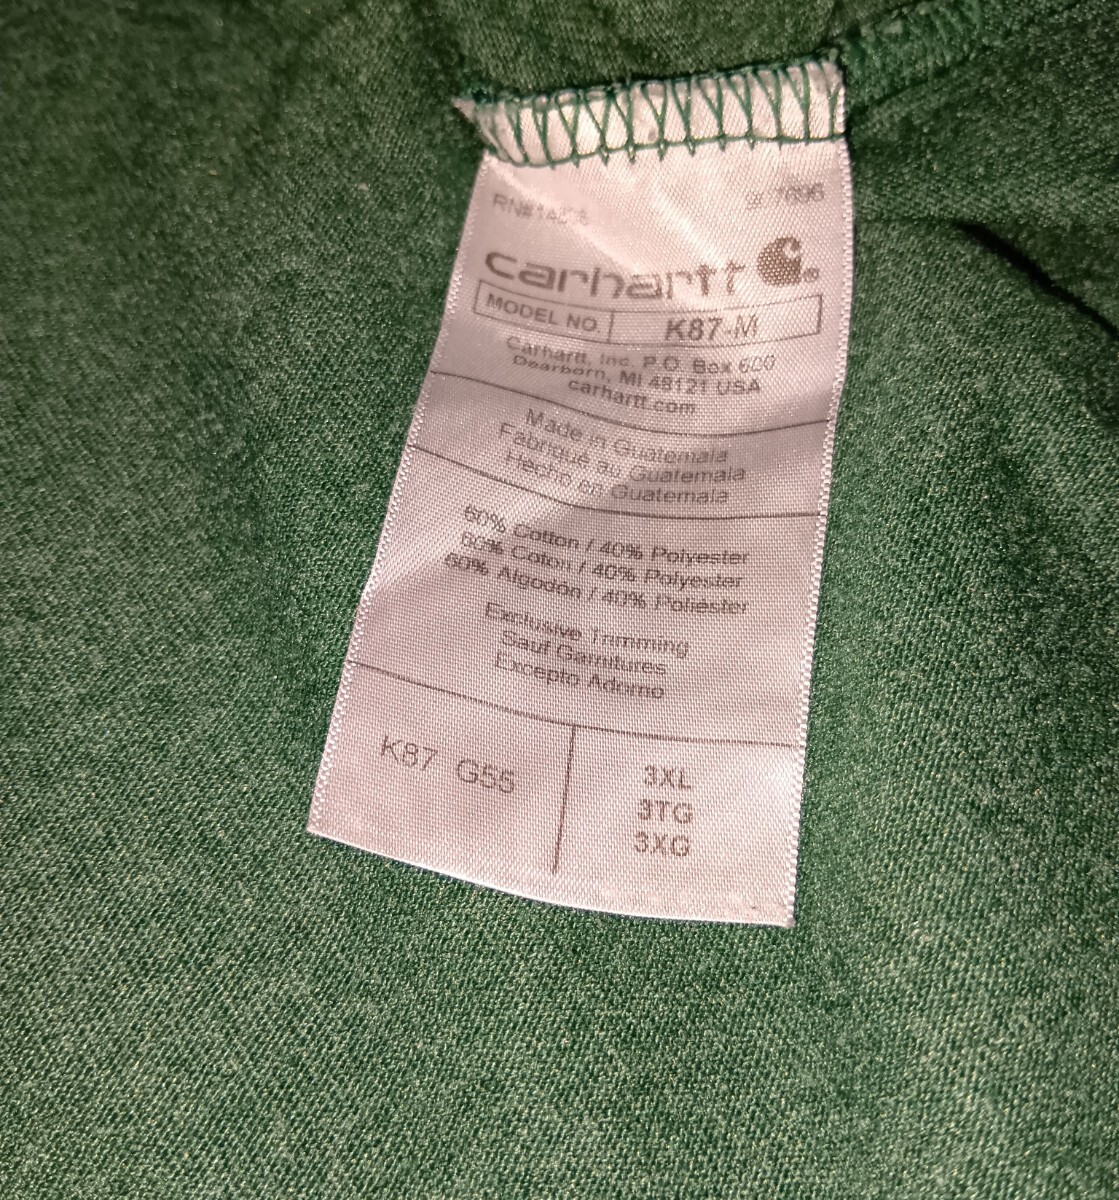 carhartt
MODEL NO. K87-M
Carhartt, Inc. P.O. Box 600
Dearborn, MI 48121 USA
carhartt.com
Made in Guatemala
Fabriqué au Guatemala
Hecho en Guatemala
60% Cotton / 40% Polyester
60% Coton / 40% Polyester
60% Algodón / 40% Poliéster
Exclusive Trimming
Sauf Garnitures
Excepto Adorno
K87 G55
3XL
3TG
3XG